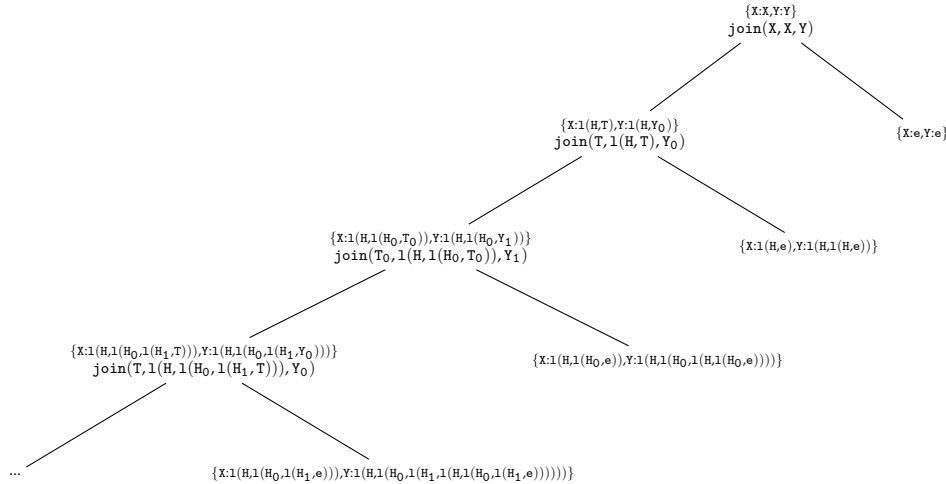 {X:X,Y:Y}
join(X,X,Y)
{X:l(H,T),Y:l(H,Y₀)}
join(T,l(H,T),Y₀)
{X:e,Y:e}
{X:l(H,l(H₀,T₀)),Y:l(H,l(H₀,Y₁))}
join(T₀,l(H,l(H₀,T₀)),Y₁)
{X:l(H,e),Y:l(H,l(H,e))}
{X:l(H,l(H₀,l(H₁,T))),Y:l(H,l(H₀,l(H₁,Y₀)))}
join(T,l(H,l(H₀,l(H₁,T))),Y₀)
{X:l(H,l(H₀,e)),Y:l(H,l(H₀,l(H,l(H₀,e))))}
...
{X:l(H,l(H₀,l(H₁,e))),Y:l(H,l(H₀,l(H₁,l(H,l(H₀,l(H₁,e))))))}